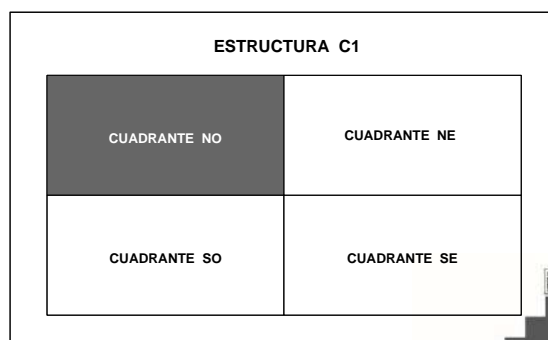 ESTRUCTURA C1
CUADRANTE NO
CUADRANTE NE
CUADRANTE SO
CUADRANTE SE